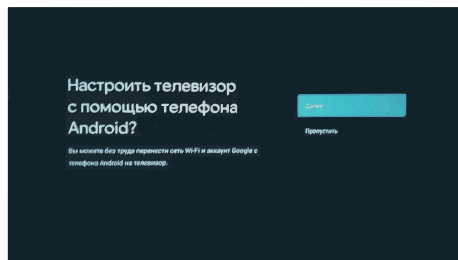 Настроить телевизор
с помощью телефона
Android?
Вы можете без труда перенести сеть Wi-Fi и аккаунт Google с
телефона Android на телевизор.
Далее
Пропустить